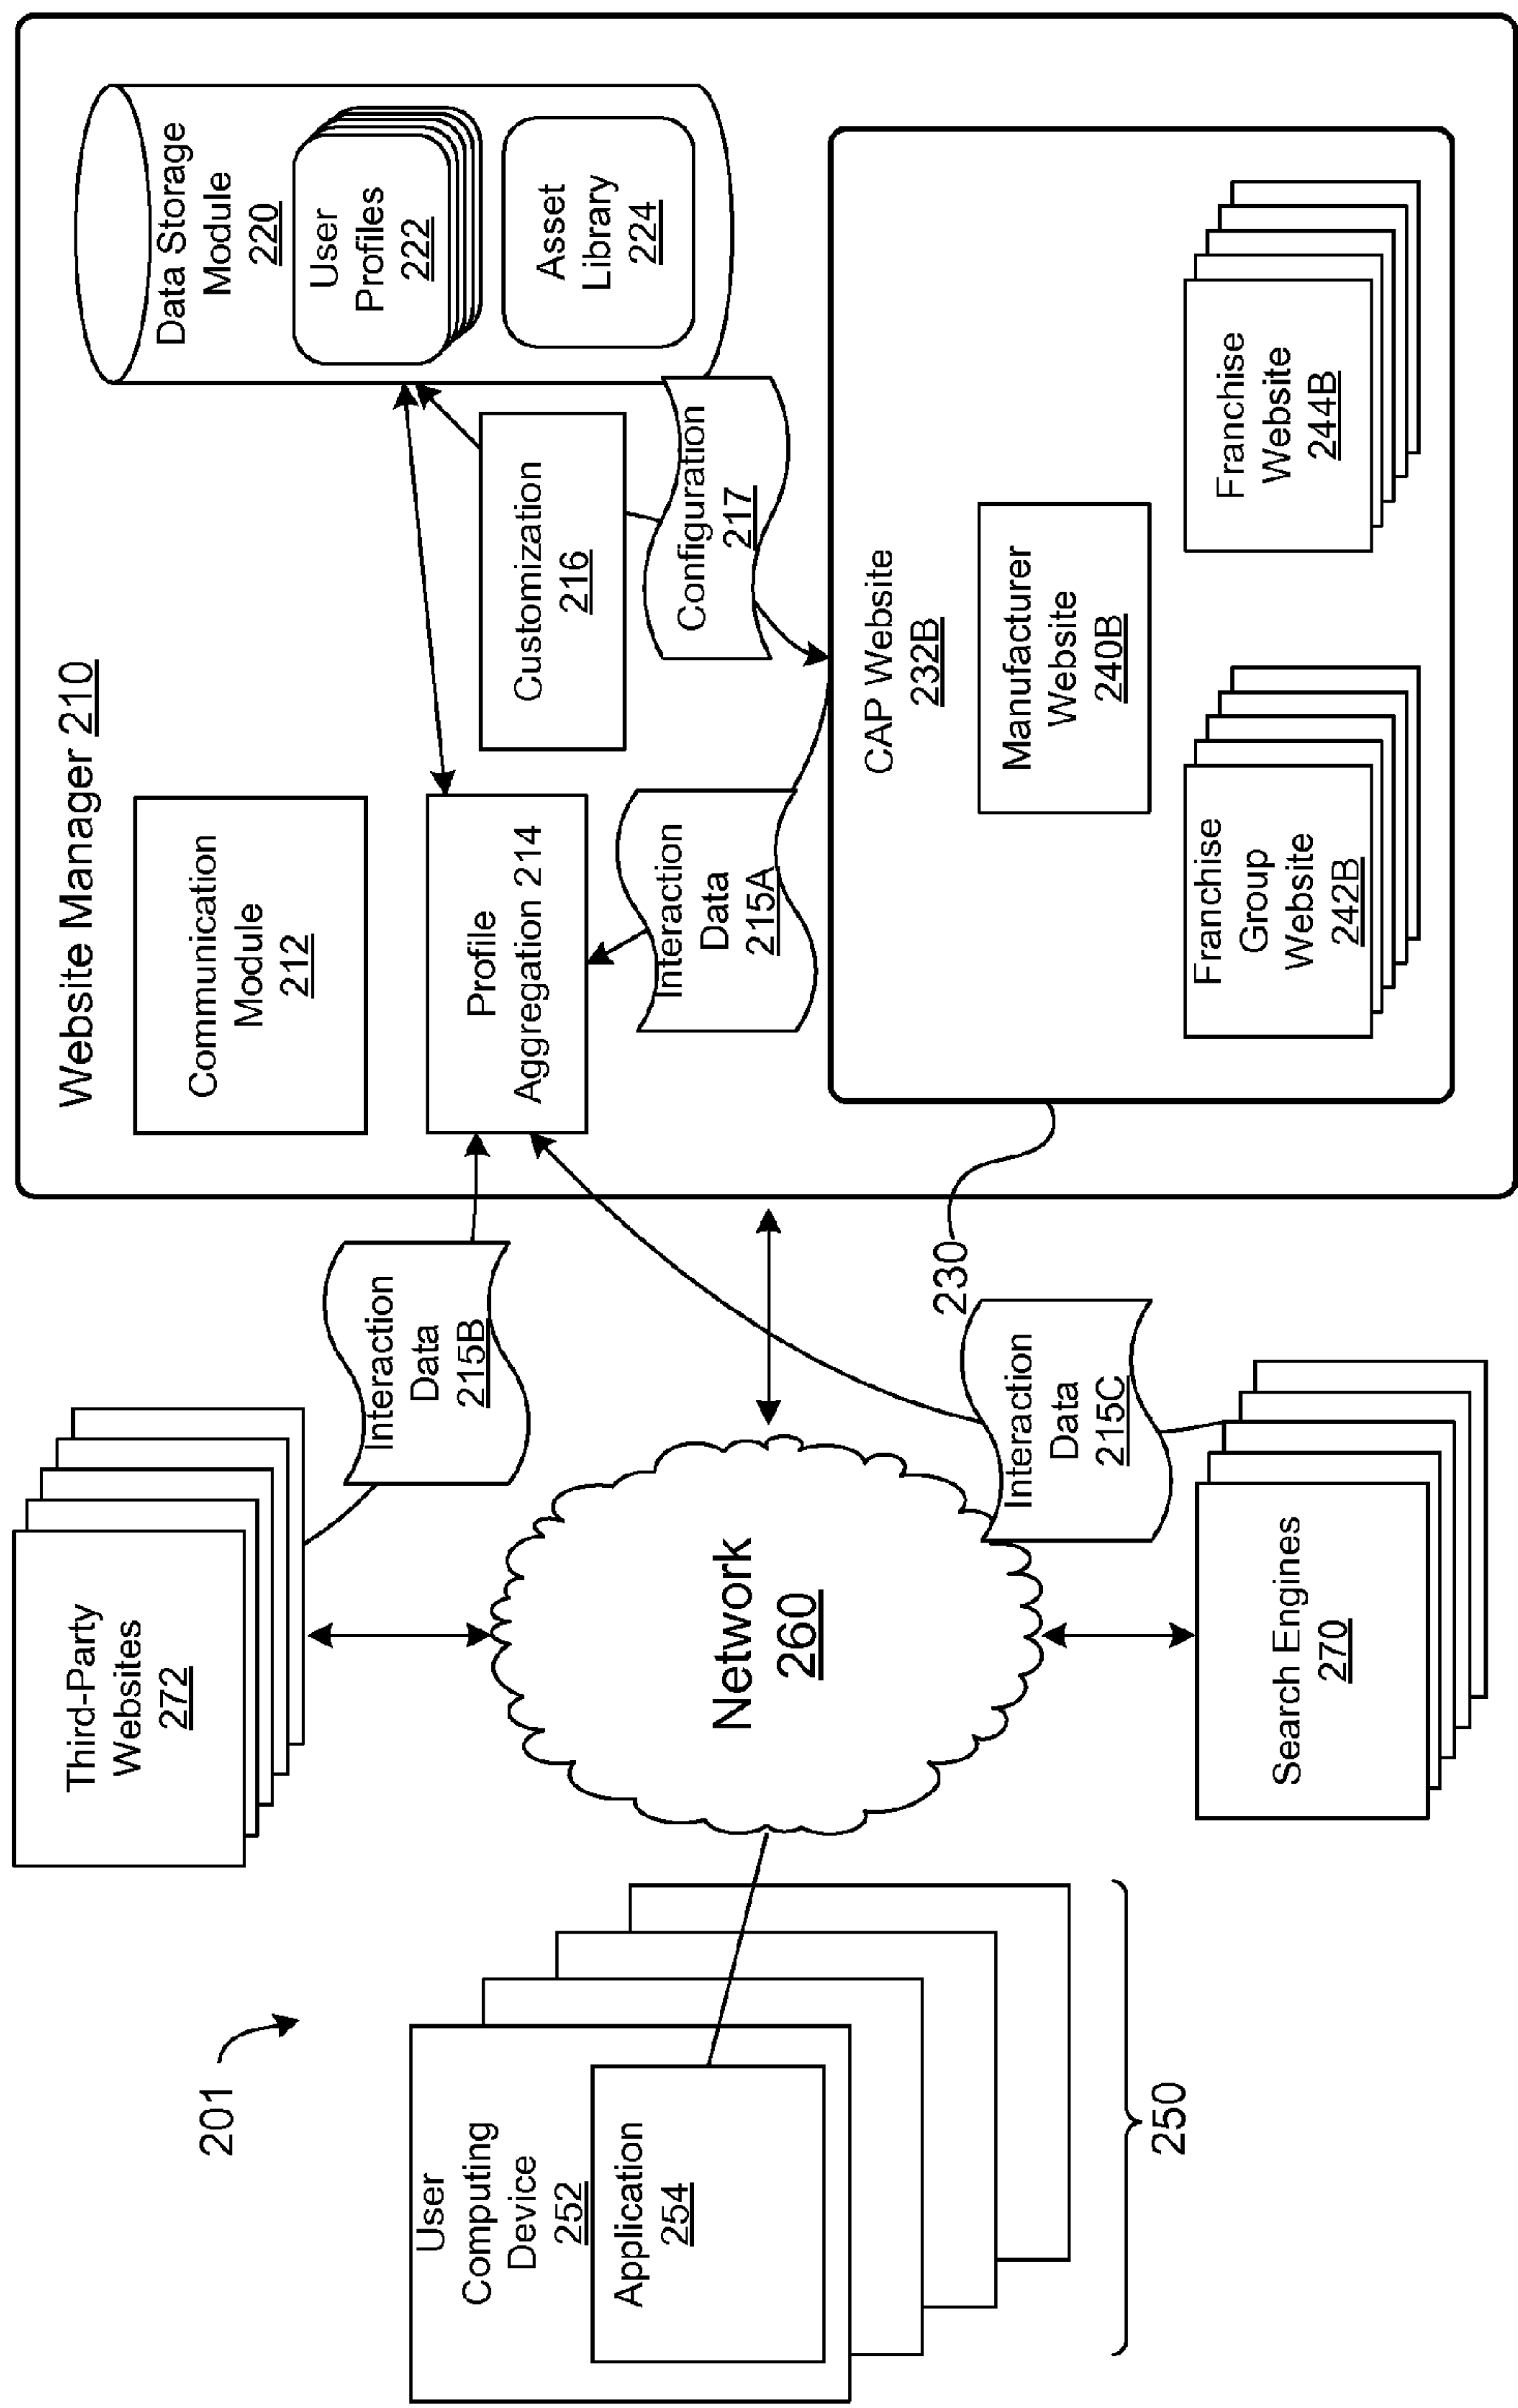 201
User
Computing
Device
252
Application
254
250
Third-Party
Websites
272
Interaction
Data
215B
Network
260
Interaction
Data
215C
Search Engines
270
230
Website Manager 210
Communication
Module
212
Profile
Aggregation 214
Interaction
Data
215A
Customization
216
Configuration
217
Data Storage
Module
220
User
Profiles
222
Asset
Library
224
CAP Website
232B
Manufacturer
Website
240B
Franchise
Group
Website
242B
Franchise
Website
244B